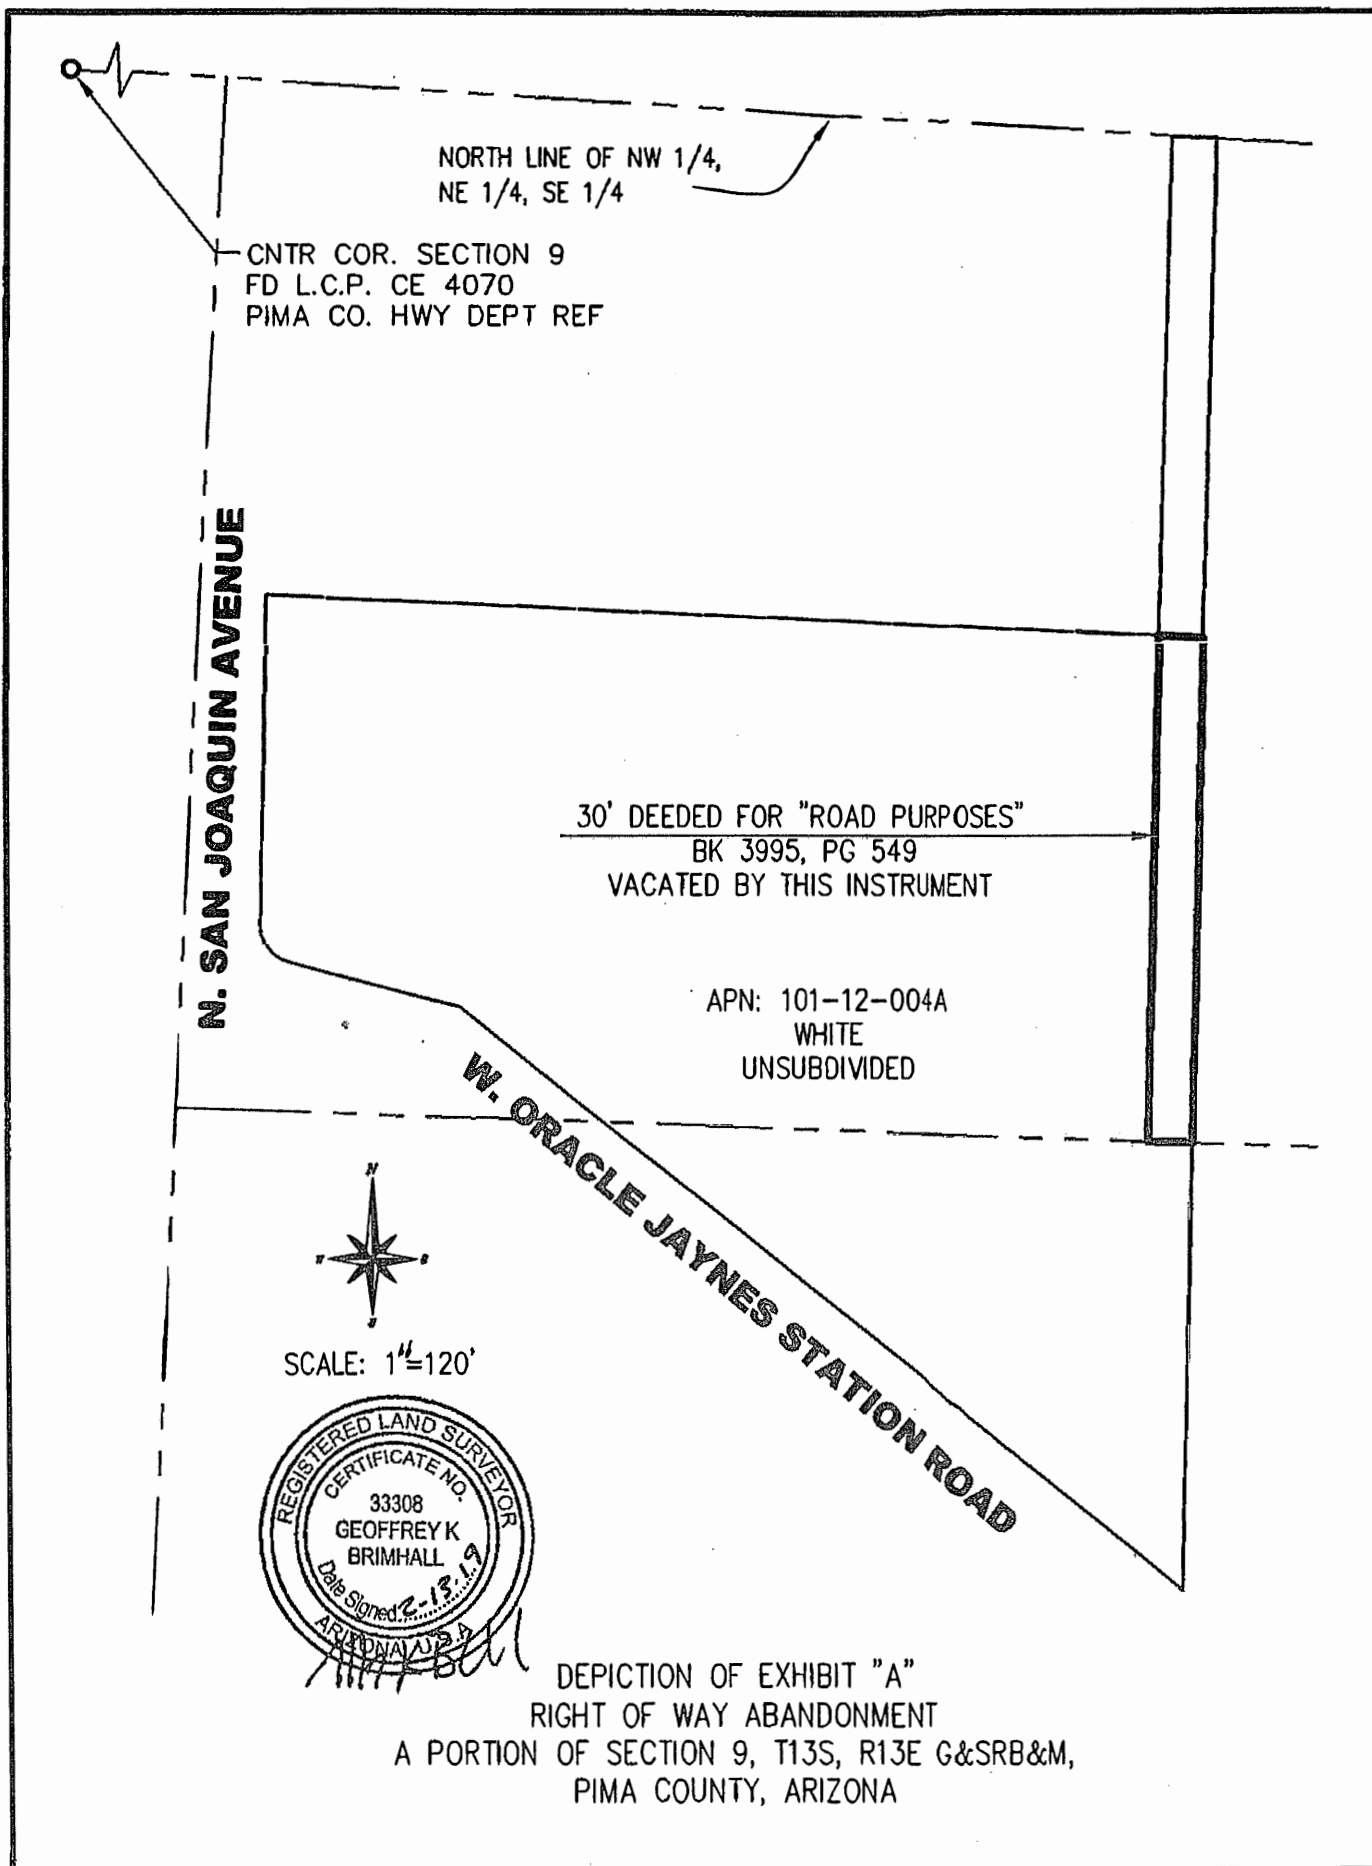 NORTH LINE OF NW 1/4,
NE 1/4, SE 1/4
CNTR COR. SECTION 9
FD L.C.P. CE 4070
PIMA CO. HWY DEPT REF
N. SAN JOAQUIN AVENUE
30' DEEDED FOR "ROAD PURPOSES"
BK 3995, PG 549
VACATED BY THIS INSTRUMENT
APN: 101-12-004A
WHITE
UNSUBDIVIDED
W. ORACLE JAYNES STATION ROAD
N
SCALE: 1"=120'
REGISTERED LAND SURVEYOR
CERTIFICATE NO.
33308
GEOFFREY K
BRIMHALL
Date Signed 2-13-19
ARIZONA U.S.A
DEPICTION OF EXHIBIT "A"
RIGHT OF WAY ABANDONMENT
A PORTION OF SECTION 9, T13S, R13E G&SRB&M,
PIMA COUNTY, ARIZONA